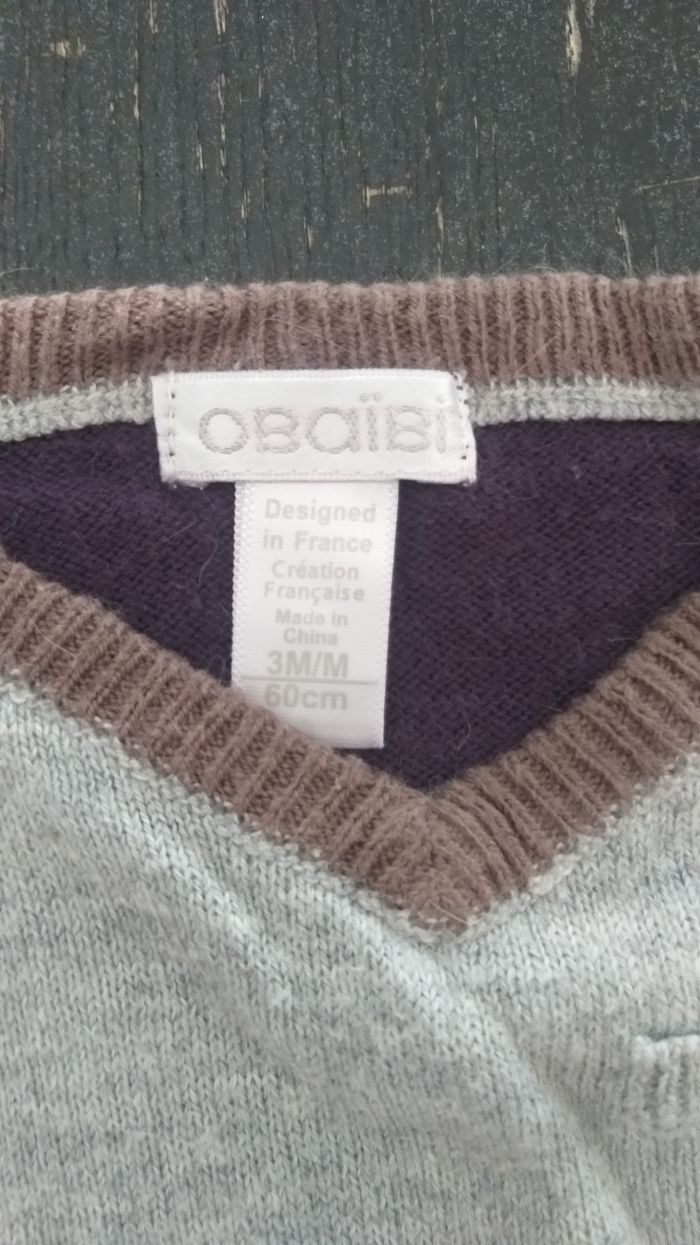 OBAÏBI
Designed
in France
Création
Française
Made in
China
3M/M
60cm